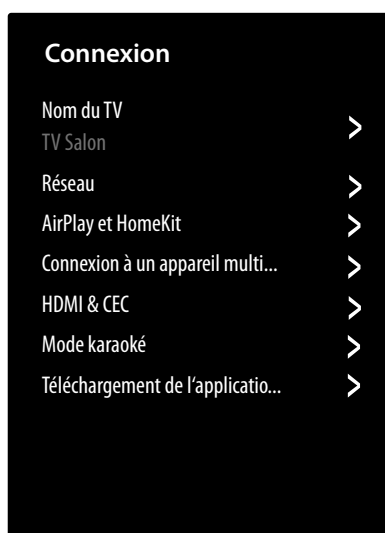 Connexion
Nom du TV
TV Salon
Réseau
AirPlay et HomeKit
Connexion à un appareil multi...
HDMI & CEC
Mode karaoké
Téléchargement de l‘applicatio...